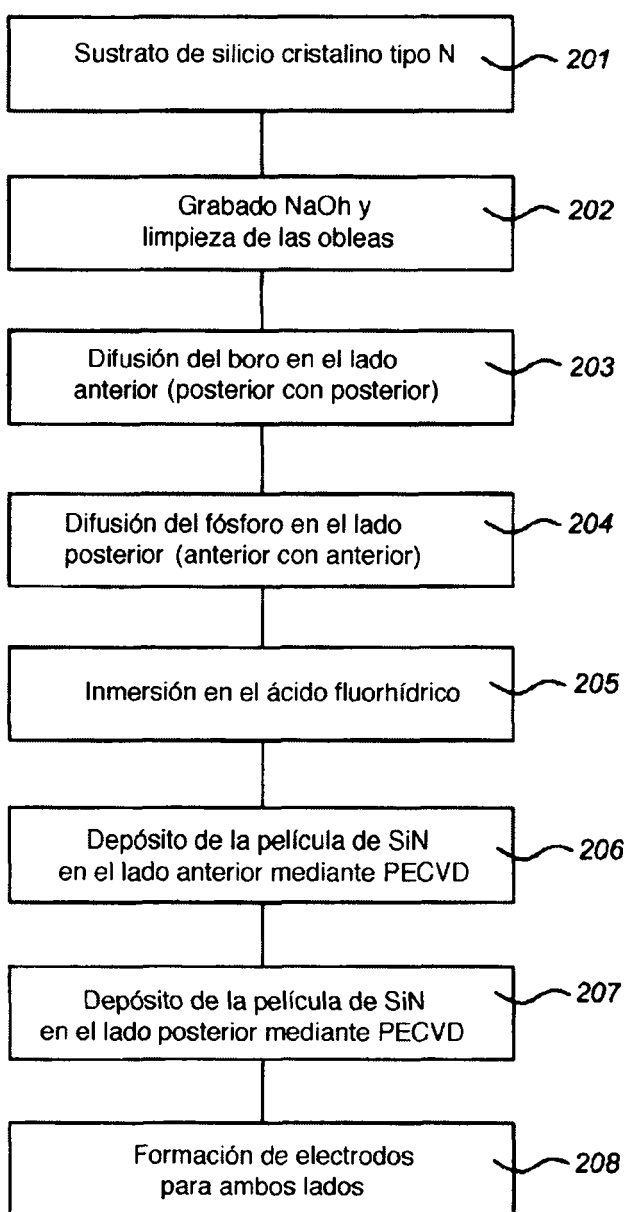 Sustrato de silicio cristalino tipo N
201
Grabado NaOh y
limpieza de las obleas
202
Difusión del boro en el lado
anterior (posterior con posterior)
203
Difusión del fósforo en el lado
posterior (anterior con anterior)
204
Inmersión en el ácido fluorhídrico
205
Depósito de la película de SiN
en el lado anterior mediante PECVD
206
Depósito de la película de SiN
en el lado posterior mediante PECVD
207
Formación de electrodos
para ambos lados
208